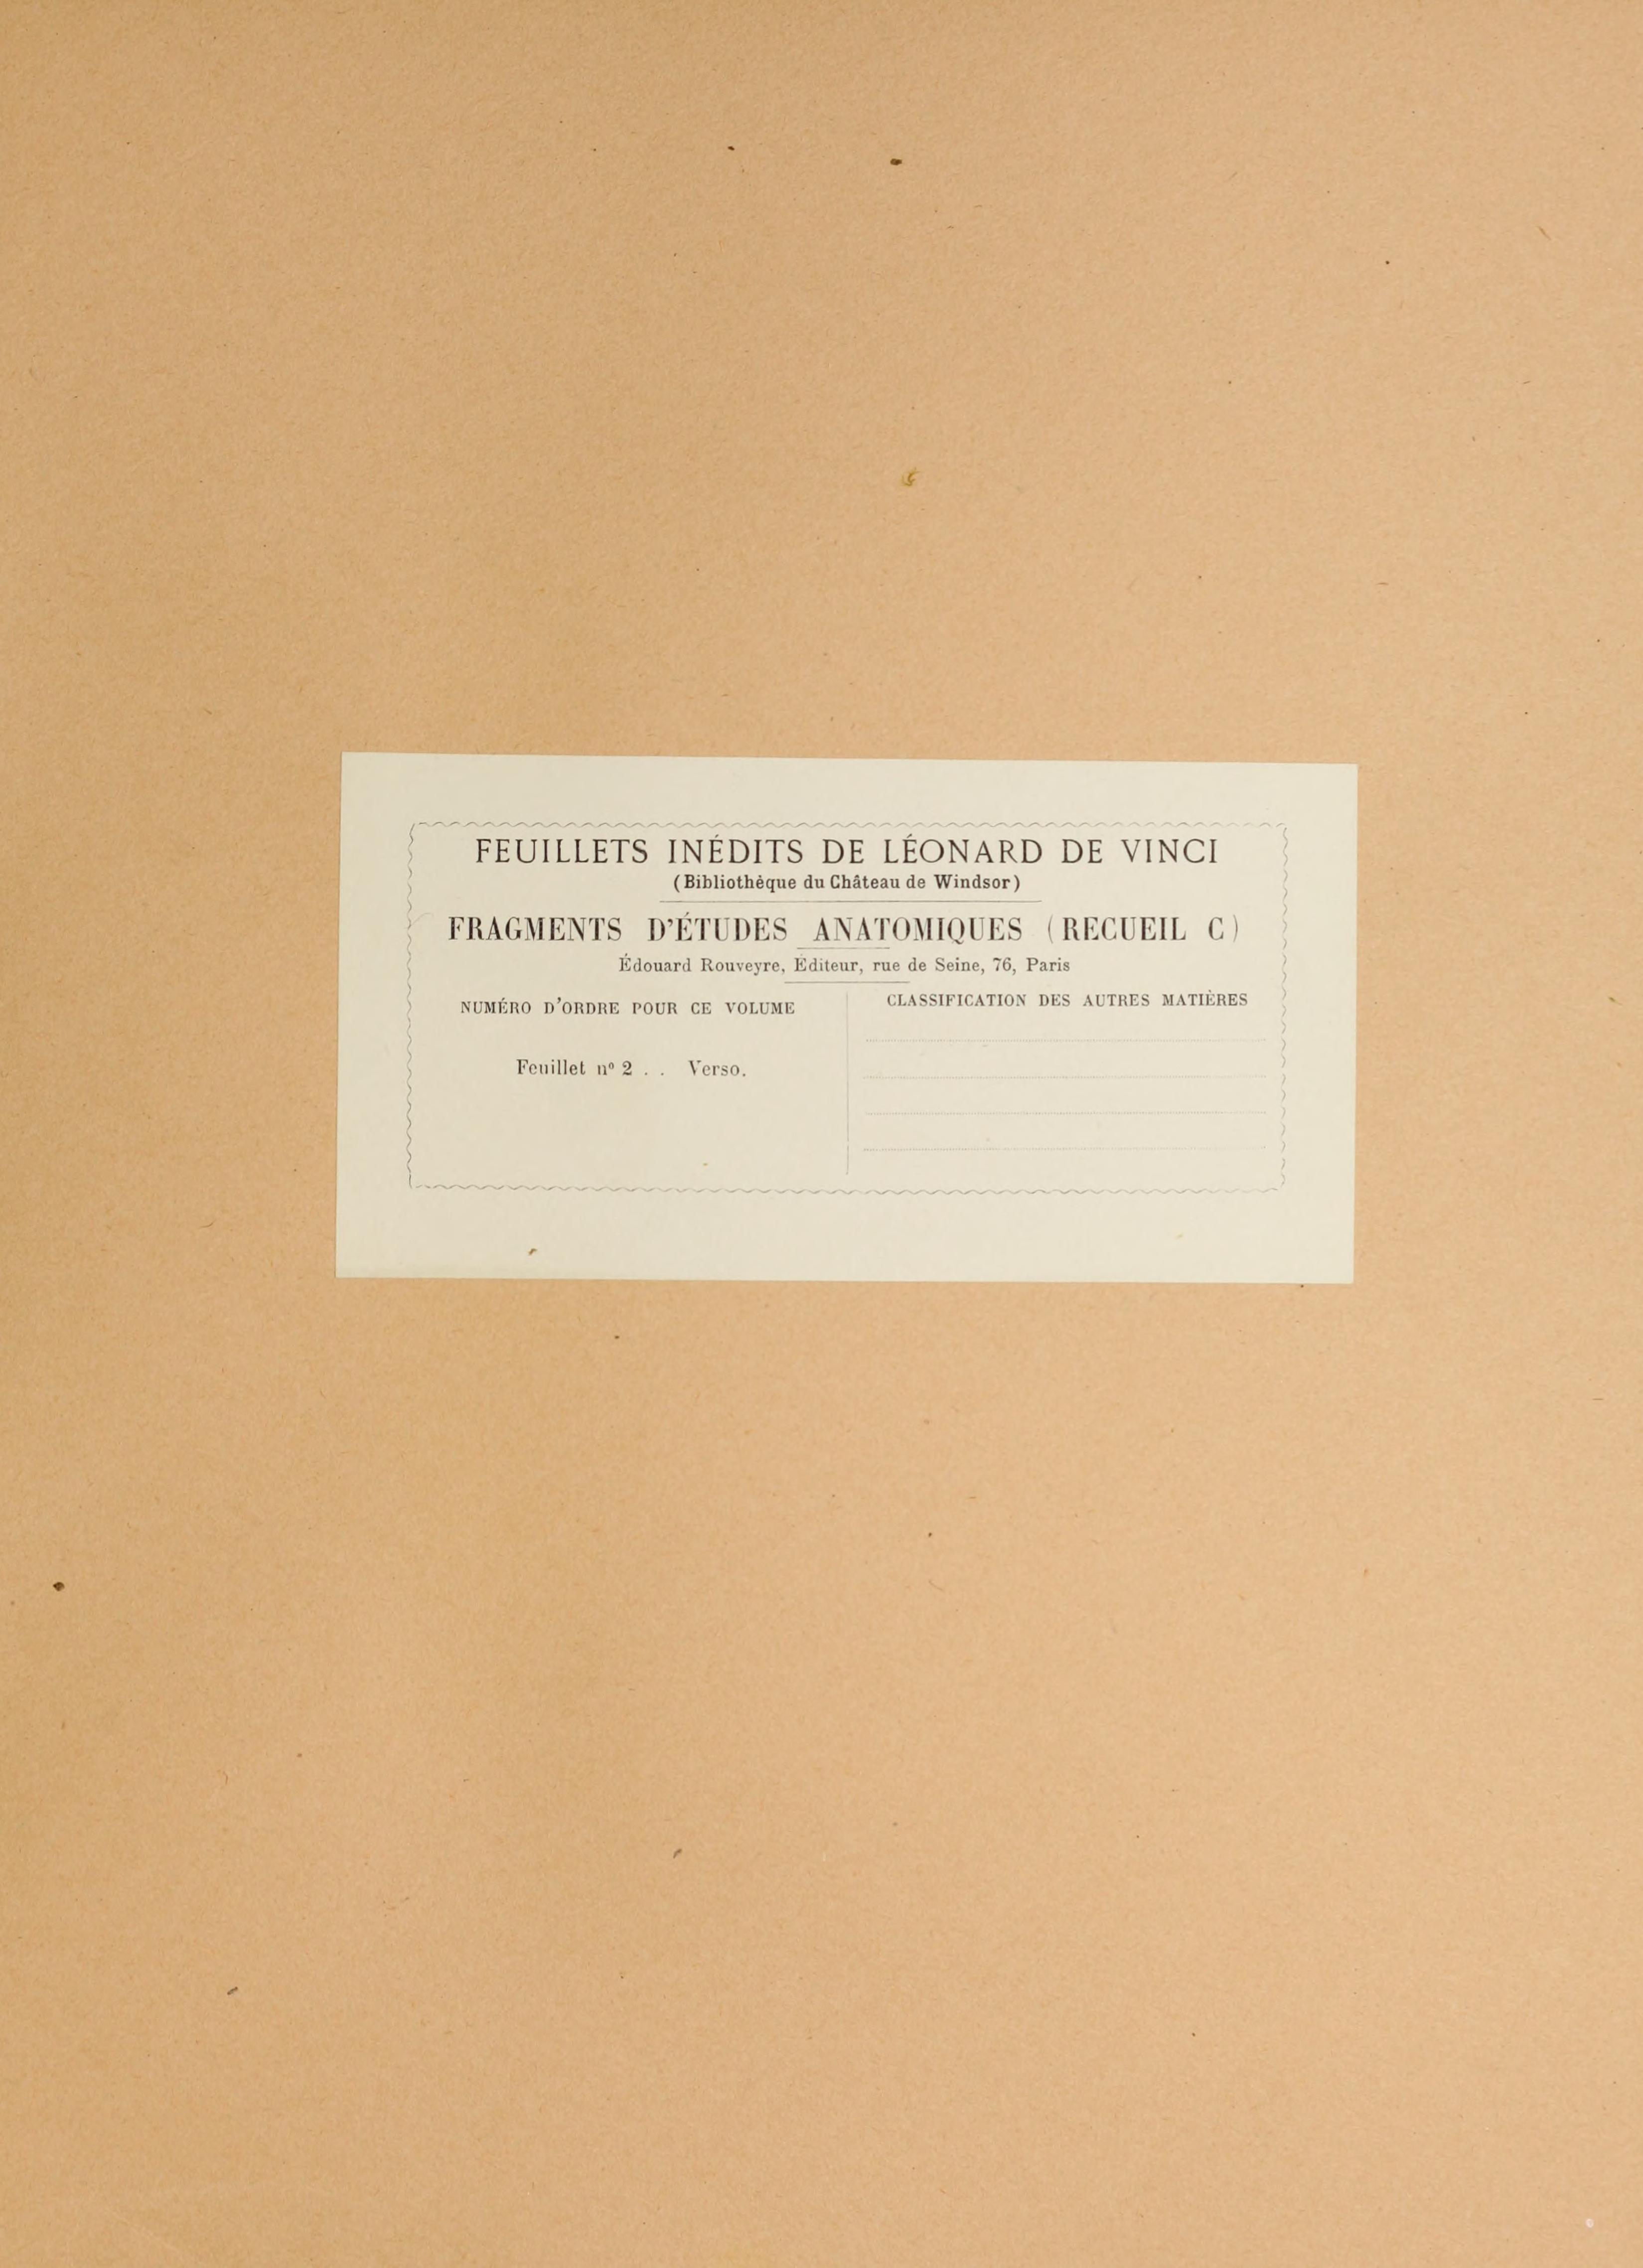 FEUILLETS INÉDITS DE LÉONARD DE VINCI
(Bibliothèque du Château de Windsor)
FRAGMENTS D'ÉTUDES ANATOMIQUES (RECUEIL C)
Édouard Rouveyre, Éditeur, rue de Seine, 76, Paris
NUMÉRO D'ORDRE POUR CE VOLUME
Feuillet nº 2 . . Verso.
CLASSIFICATION DES AUTRES MATIÈRES